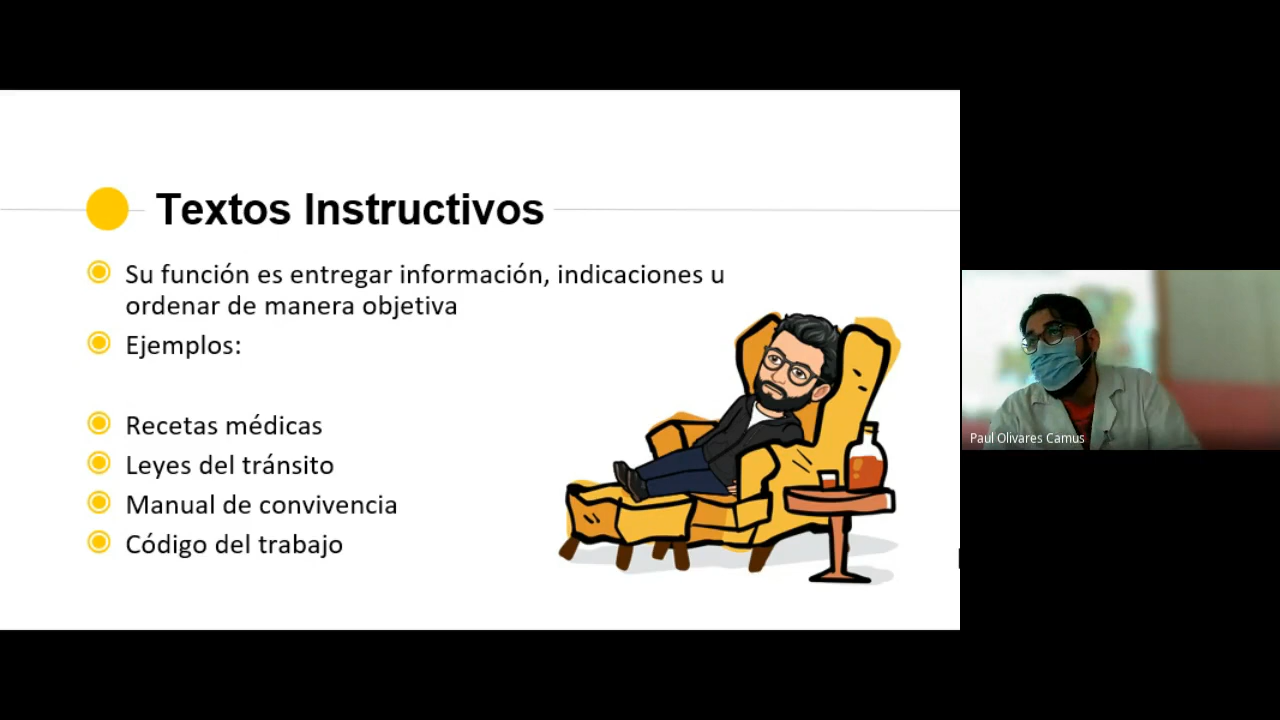 Textos Instructivos
Su función es entregar información, indicaciones u
ordenar de manera objetiva
Ejemplos:
Recetas médicas
Leyes del tránsito
Manual de convivencia
Código del trabajo
Paul Olivares Camus